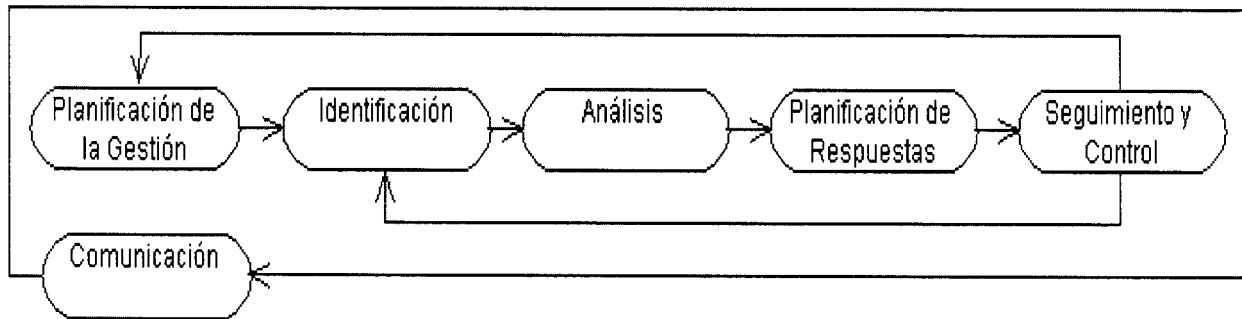 Planificación de
la Gestión
Identificación
Análisis
Planificación de
Respuestas
Seguimiento y
Control
Comunicación